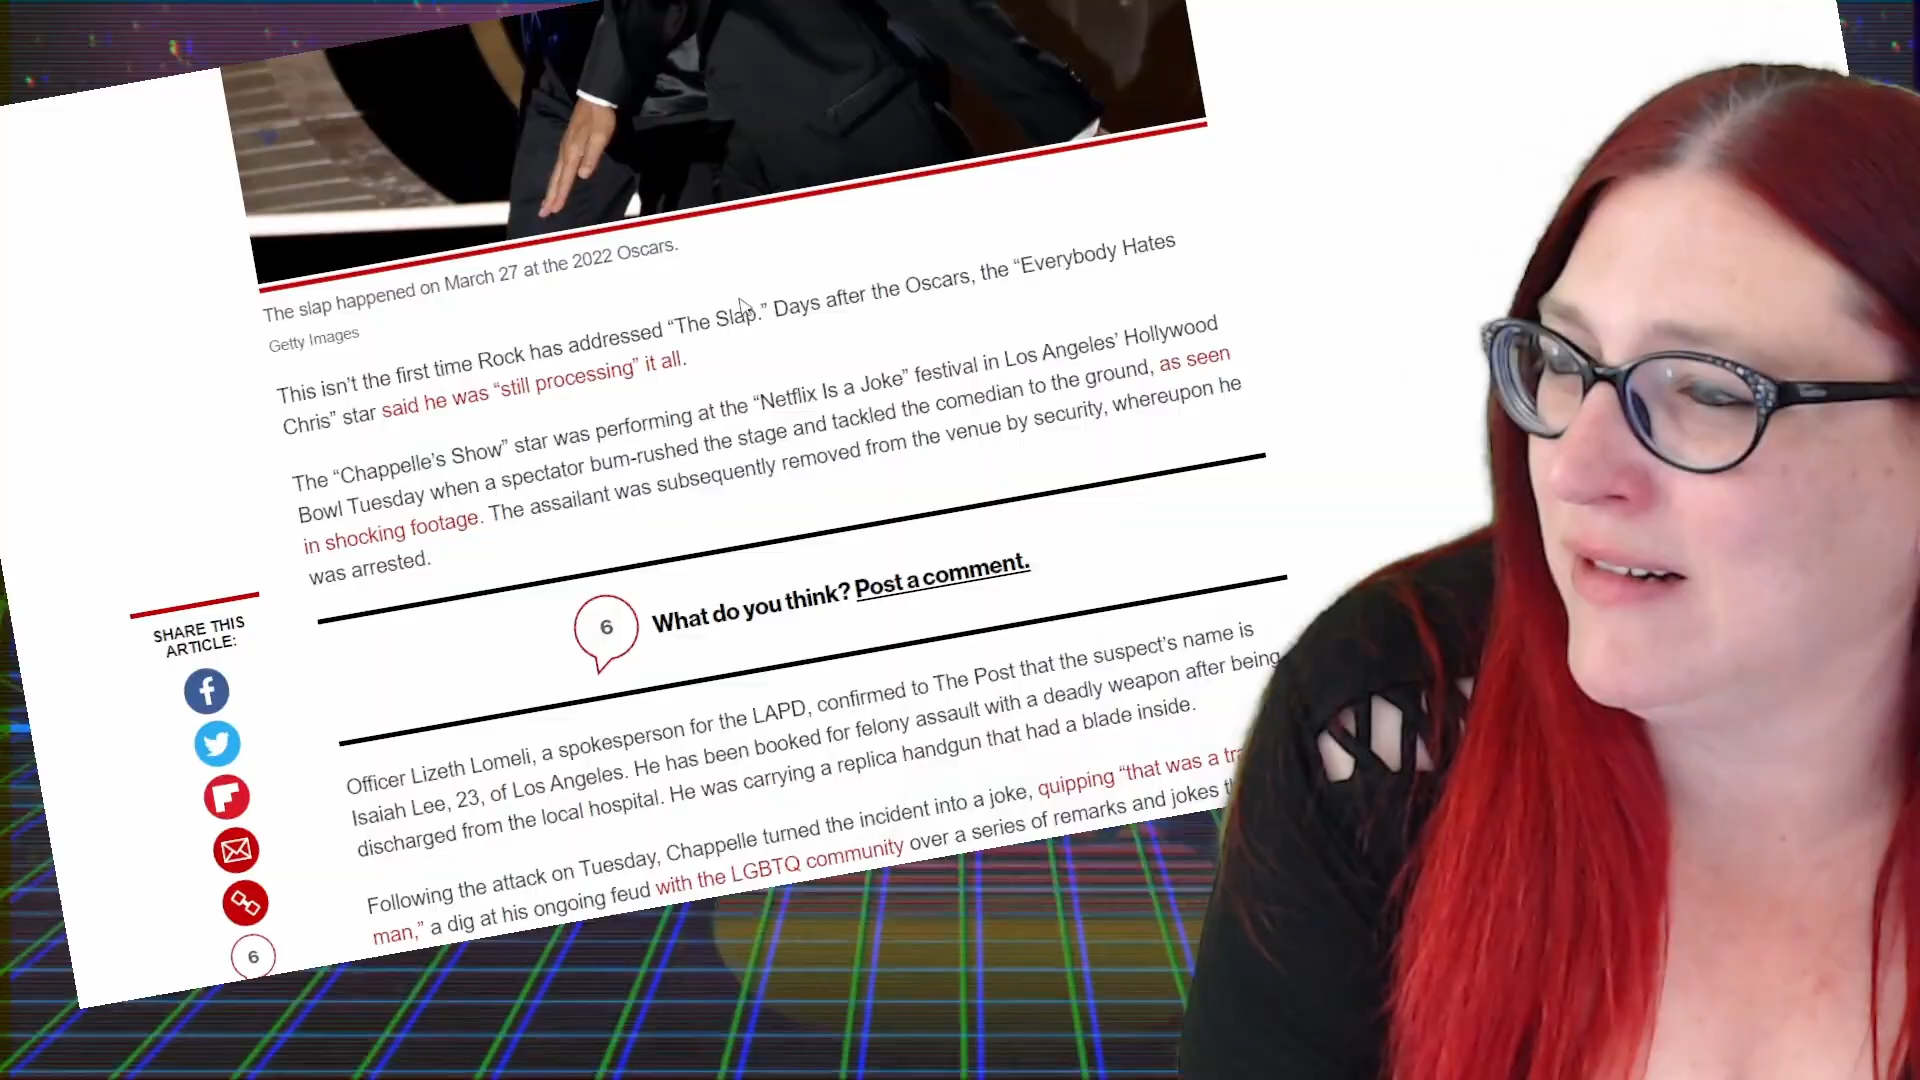 The slap happened on March 27 at the 2022 Oscars.
Getty Images
This isn't the first time Rock has addressed “The Slap.” Days after the Oscars, the “Everybody Hates
Chris” star said he was “still processing” it all.
The “Chappelle's Show” star was performing at the “Netflix Is a Joke” festival in Los Angeles' Hollywood
Bowl Tuesday when a spectator bum-rushed the stage and tackled the comedian to the ground, as seen
in shocking footage. The assailant was subsequently removed from the venue by security, whereupon he
was arrested.
6
What do you think? Post a comment.
SHARE THIS
ARTICLE:
6
Officer Lizeth Lomeli, a spokesperson for the LAPD, confirmed to The Post that the suspect's name is
Isaiah Lee, 23, of Los Angeles. He has been booked for felony assault with a deadly weapon after being
discharged from the local hospital. He was carrying a replica handgun that had a blade inside.
Following the attack on Tuesday, Chappelle turned the incident into a joke, quipping “that was a
man,” a dig at his ongoing feud with the LGBTQ community over a series of remarks and jokes